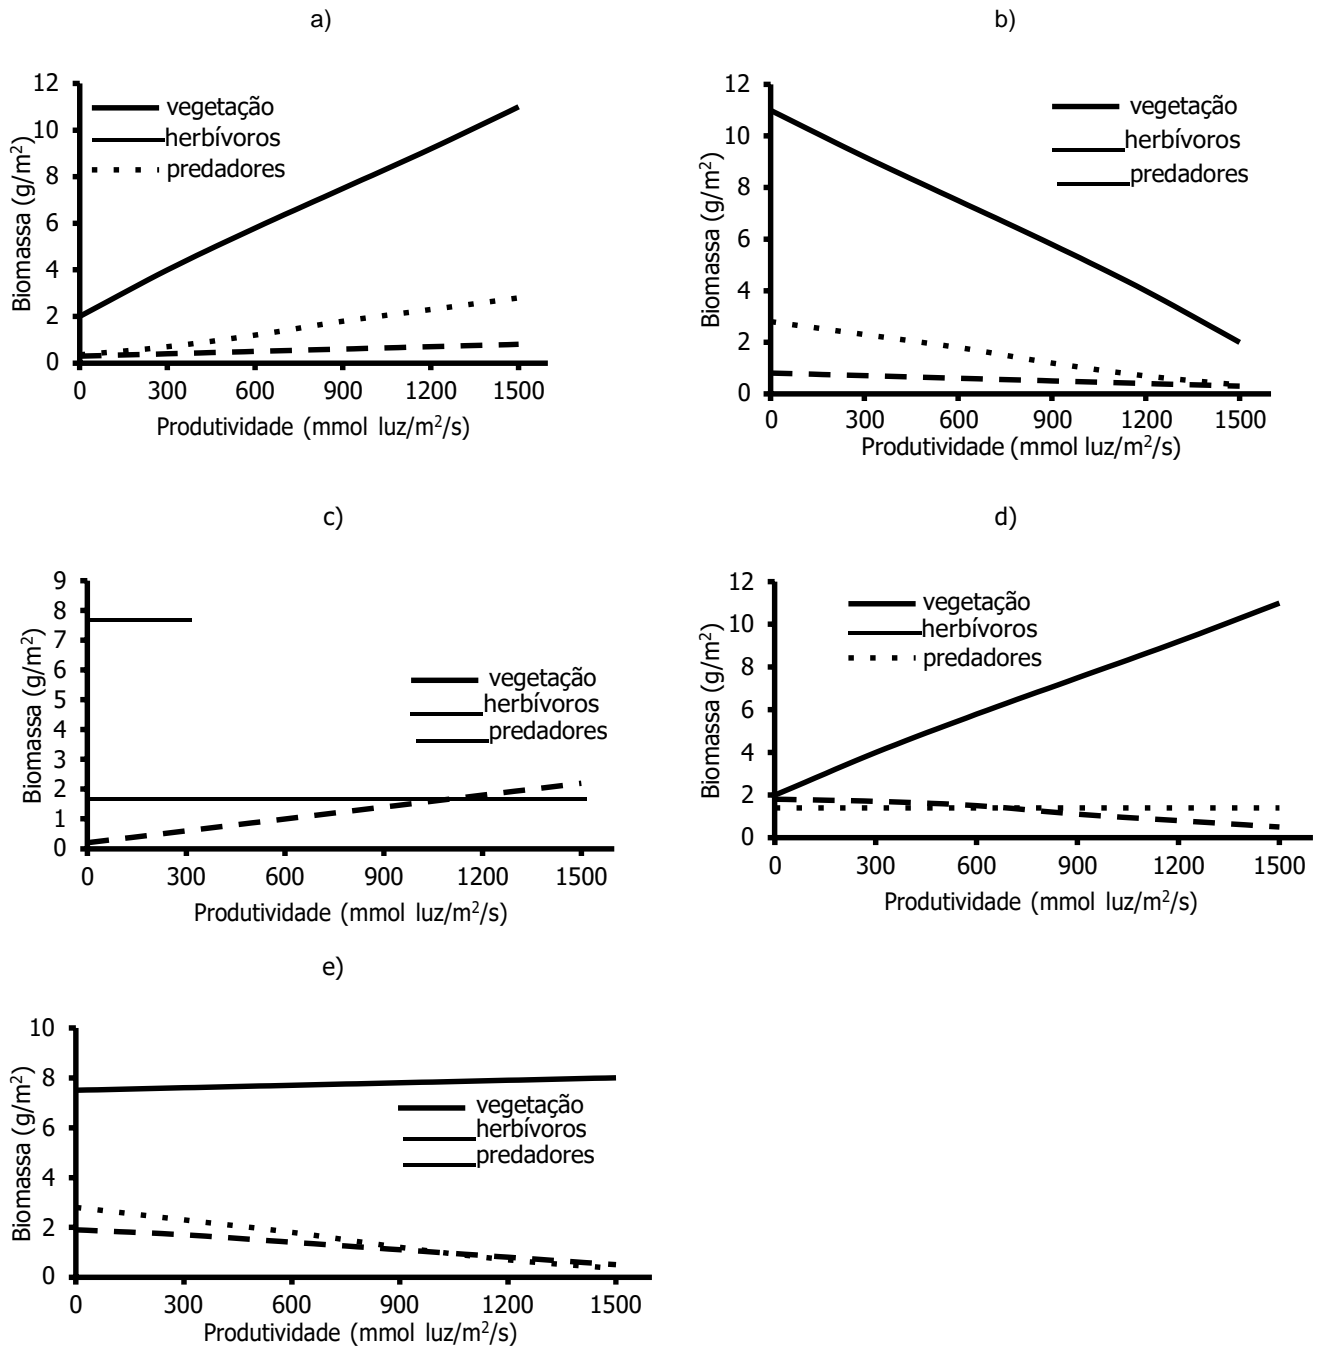 a)
12
10
8
6
4
2
0
0 300 600 900 1200 1500
Biomassa (g/m²)
Produtividade (mmol luz/m²/s)
vegetação
herbívoros
predadores
b)
12
10
8
6
4
2
0
0 300 600 900 1200 1500
Biomassa (g/m²)
Produtividade (mmol luz/m²/s)
vegetação
herbívoros
predadores
c)
9
8
7
6
5
4
3
2
1
0
0 300 600 900 1200 1500
Biomassa (g/m²)
Produtividade (mmol luz/m²/s)
vegetação
herbívoros
predadores
d)
12
10
8
6
4
2
0
0 300 600 900 1200 1500
Biomassa (g/m²)
Produtividade (mmol luz/m²/s)
vegetação
herbívoros
predadores
e)
10
8
6
4
2
0
0 300 600 900 1200 1500
Biomassa (g/m²)
Produtividade (mmol luz/m²/s)
vegetação
herbívoros
predadores